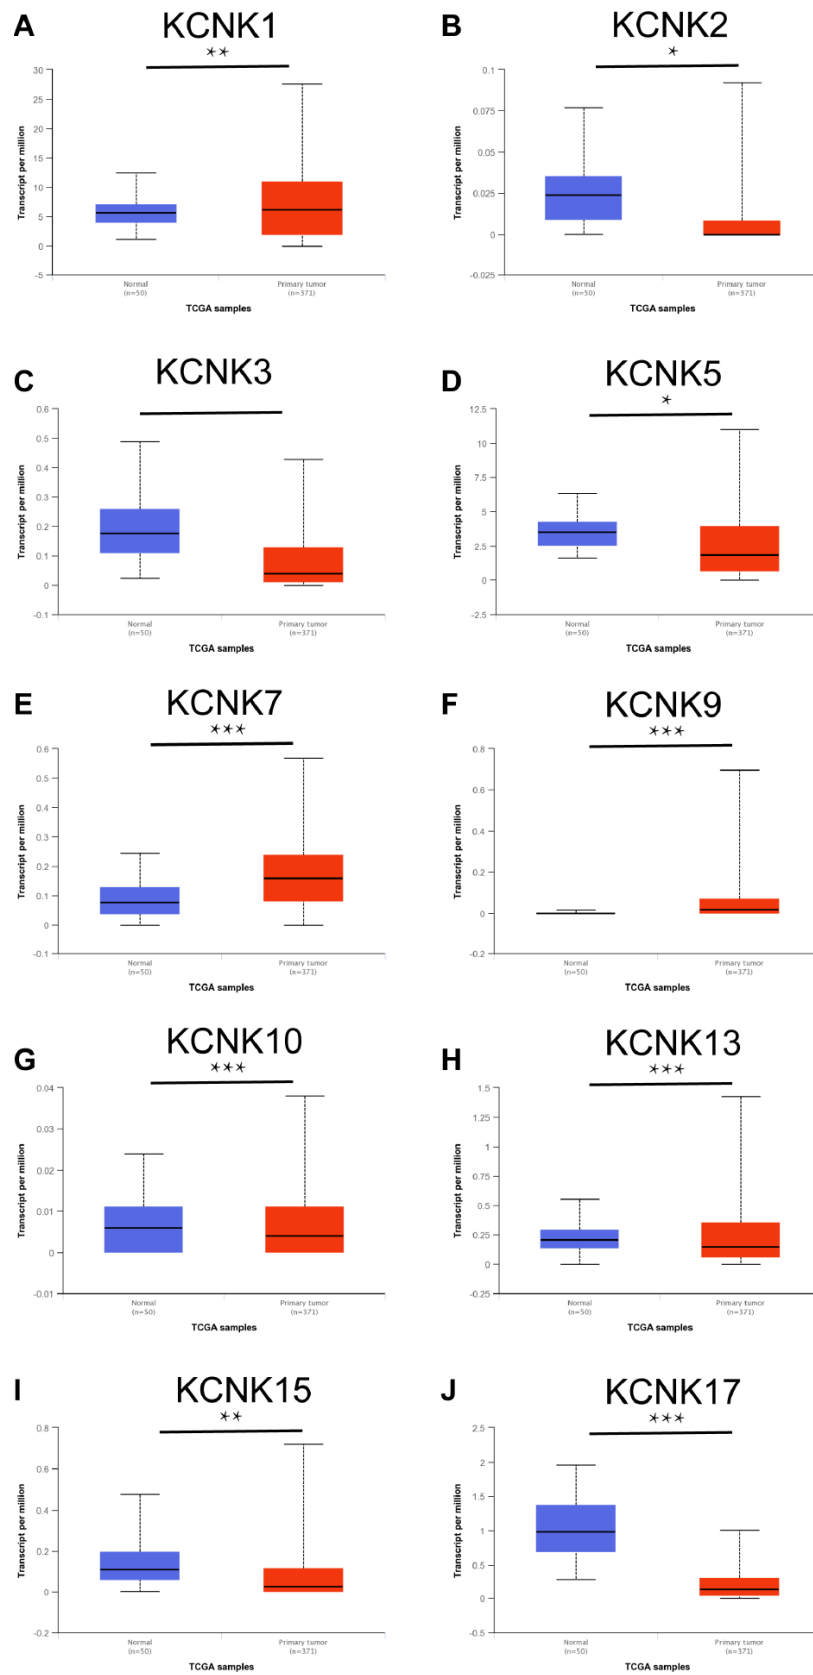 A
KCNK1
**
Transcript per million
30
25
20
15
10
5
0
-5
Normal
(n=50)
Primary tumor
(n=371)
TCGA samples
B
KCNK2
*
Transcript per million
0.1
0.075
0.05
0.025
0
-0.025
Normal
(n=50)
Primary tumor
(n=371)
TCGA samples
C
KCNK3
Transcript per million
0.6
0.5
0.4
0.3
0.2
0.1
0
-0.1
Normal
(n=50)
Primary tumor
(n=371)
TCGA samples
D
KCNK5
*
Transcript per million
12.5
10
7.5
5
2.5
0
-2.5
Normal
(n=50)
Primary tumor
(n=371)
TCGA samples
E
KCNK7
***
Transcript per million
0.6
0.5
0.4
0.3
0.2
0.1
0
-0.1
Normal
(n=50)
Primary tumor
(n=371)
TCGA samples
F
KCNK9
***
Transcript per million
0.8
0.6
0.4
0.2
0
-0.2
Normal
(n=50)
Primary tumor
(n=371)
TCGA samples
G
KCNK10
***
Transcript per million
0.04
0.03
0.02
0.01
0
-0.01
Normal
(n=50)
Primary tumor
(n=371)
TCGA samples
H
KCNK13
***
Transcript per million
1.5
1.25
1
0.75
0.5
0.25
0
-0.25
Normal
(n=50)
Primary tumor
(n=371)
TCGA samples
I
KCNK15
**
Transcript per million
0.8
0.6
0.4
0.2
0
-0.2
Normal
(n=50)
Primary tumor
(n=371)
TCGA samples
J
KCNK17
***
Transcript per million
2.5
2
1.5
1
0.5
0
-0.5
Normal
(n=50)
Primary tumor
(n=371)
TCGA samples